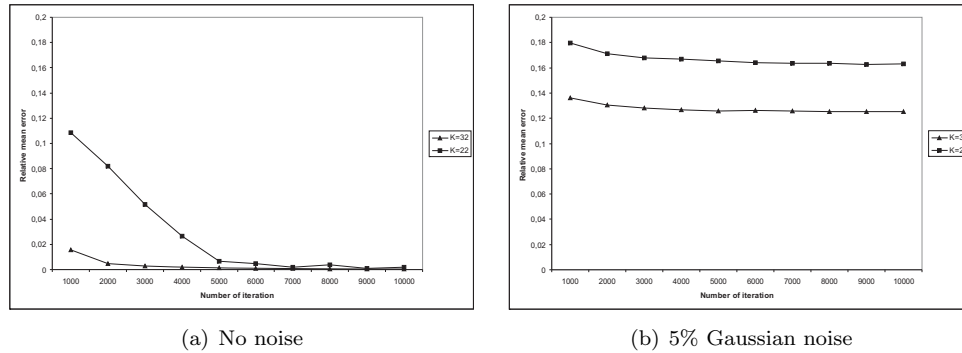 0,2
0,18
0,16
0,14
0,12
0,1
0,08
0,06
0,04
0,02
0
Relative mean error
1000 2000 3000 4000 5000 6000 7000 8000 9000 10000
Number of iteration
K=32
K=22
(a) No noise
0,2
0,18
0,16
0,14
0,12
0,1
0,08
0,06
0,04
0,02
0
Relative mean error
1000 2000 3000 4000 5000 6000 7000 8000 9000 10000
Number of iteration
K=3
K=2
(b) 5% Gaussian noise